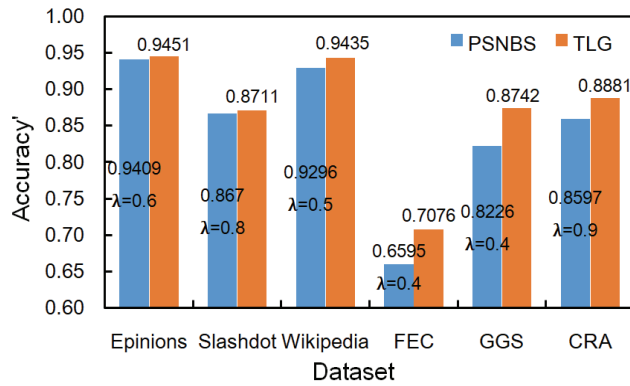 1.00
0.95
0.90
0.85
0.80
0.75
0.70
0.65
0.60
Accuracy'
PSNBS TLG
0.9451
0.9409
λ=0.6
0.8711
0.867
λ=0.8
0.9435
0.9296
λ=0.5
0.7076
0.6595
λ=0.4
0.8742
0.8226
λ=0.4
0.8881
0.8597
λ=0.9
Epinions Slashdot Wikipedia FEC GGS CRA
Dataset